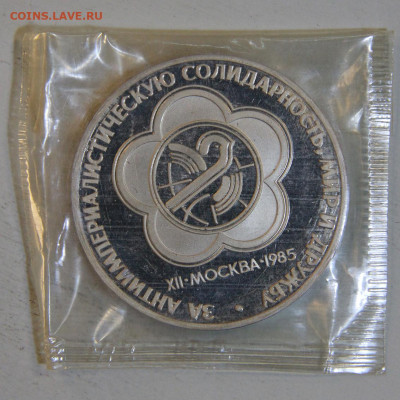 COINS.LAVE.RU
ЗА АНТИИМПЕРИАЛИСТИЧЕСКУЮ СОЛИДАРНОСТЬ, МИР И ДРУЖБУ •
XII•МОСКВА•1985